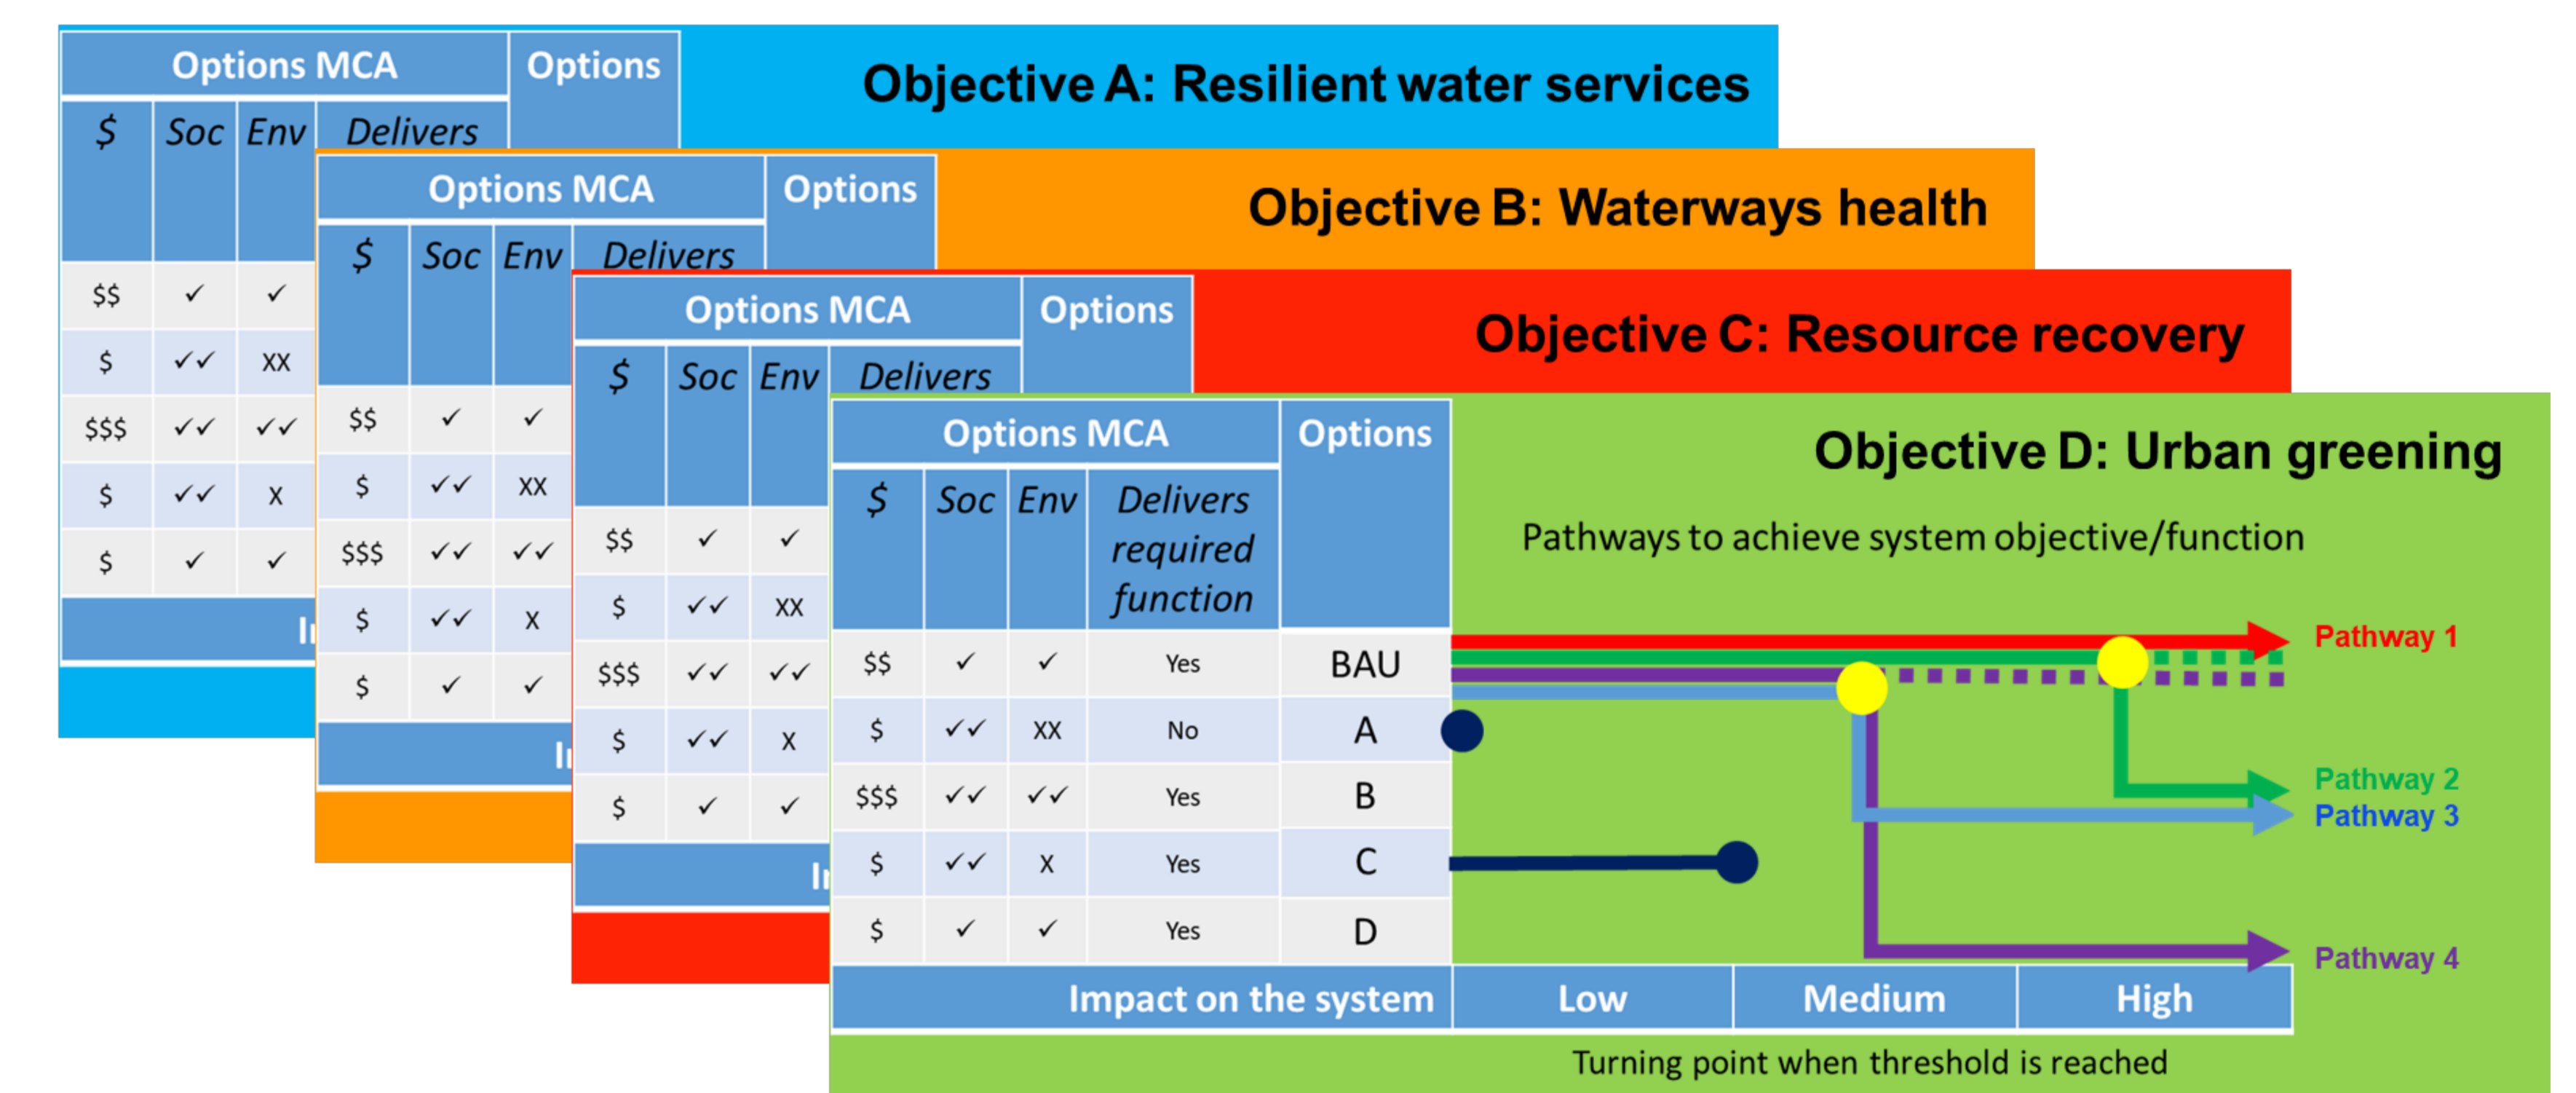 Options MCA Options
Objective A: Resilient water services
$ Soc Env Delivers
$$ ✓ ✓
$ ✓✓ XX
$$$ ✓✓ ✓✓
$ ✓✓ X
$ ✓ ✓
Options MCA Options
Objective B: Waterways health
$ Soc Env Delivers
$$ ✓ ✓
$ ✓✓ XX
$$$ ✓✓ ✓✓
$ ✓✓ X
$ ✓ ✓
Options MCA Options
Objective C: Resource recovery
$ Soc Env Delivers
$$ ✓ ✓
$ ✓✓ XX
$$$ ✓✓ ✓✓
$ ✓✓ X
$ ✓ ✓
Options MCA Options
Objective D: Urban greening
$ Soc Env Delivers
required
function
Pathways to achieve system objective/function
$$ ✓ ✓ Yes BAU
$ ✓✓ XX No A
$$$ ✓✓ ✓✓ Yes B
$ ✓✓ X Yes C
$ ✓ ✓ Yes D
Pathway 1
Pathway 2
Pathway 3
Pathway 4
Impact on the system Low Medium High
Turning point when threshold is reached